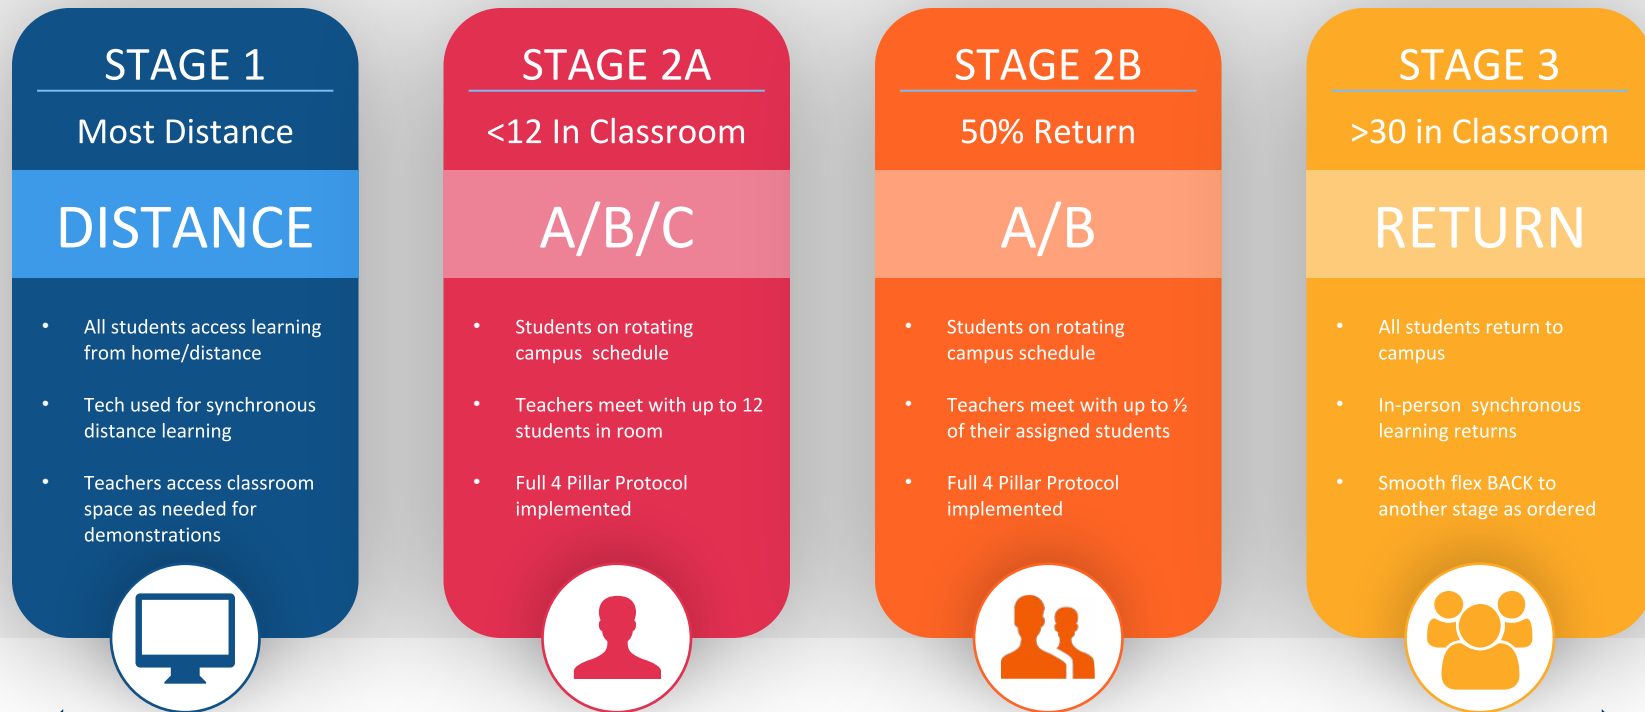 STAGE 1
Most Distance
DISTANCE
• All students access learning
from home/distance
• Tech used for synchronous
distance learning
• Teachers access classroom
space as needed for
demonstrations
STAGE 2A
<12 In Classroom
A/B/C
• Students on rotating
campus schedule
• Teachers meet with up to 12
students in room
• Full 4 Pillar Protocol
implemented
STAGE 2B
50% Return
A/B
• Students on rotating
campus schedule
• Teachers meet with up to ½
of their assigned students
• Full 4 Pillar Protocol
implemented
STAGE 3
>30 in Classroom
RETURN
• All students return to
campus
• In-person synchronous
learning returns
• Smooth flex BACK to
another stage as ordered